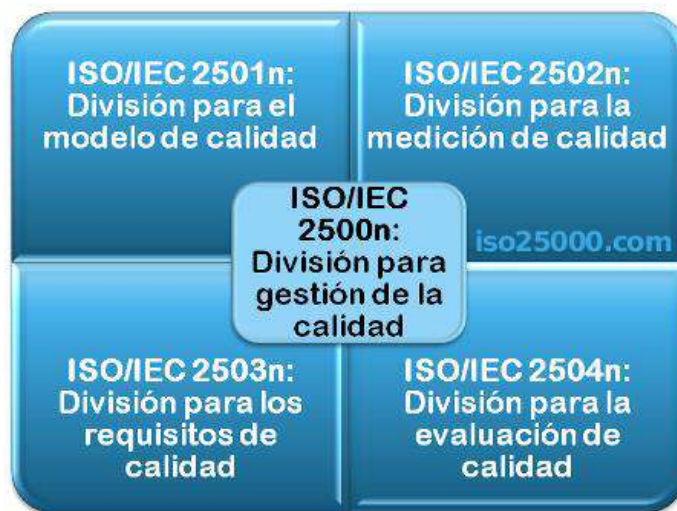 ISO/IEC 2501n:
División para el
modelo de calidad
ISO/IEC 2502n:
División para la
medición de calidad
ISO/IEC
2500n:
División para
gestión de la
calidad
iso25000.com
ISO/IEC 2503n:
División para los
requisitos de
calidad
ISO/IEC 2504n:
División para la
evaluación de
calidad